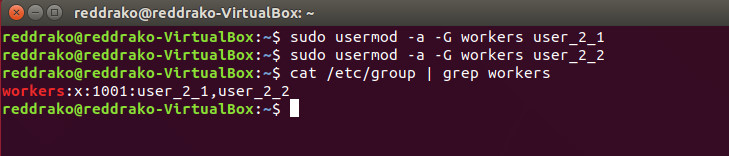 reddrako@reddrako-VirtualBox: ~
reddrako@reddrako-VirtualBox:~$ sudo usermod -a -G workers user_2_1
reddrako@reddrako-VirtualBox:~$ sudo usermod -a -G workers user_2_2
reddrako@reddrako-VirtualBox:~$ cat /etc/group | grep workers
workers:x:1001:user_2_1,user_2_2
reddrako@reddrako-VirtualBox:~$